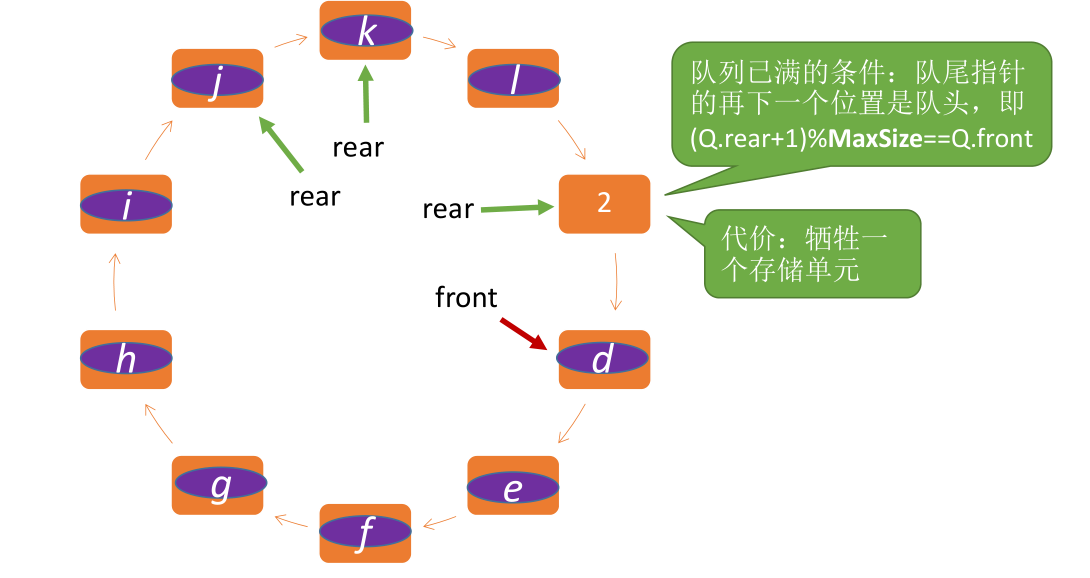 k
j
l
队列已满的条件：队尾指针
的再下一个位置是队头，即
(Q.rear+1)%MaxSize==Q.front
rear
rear
i
rear
2
代价：牺牲一
个存储单元
front
h
d
g
e
f